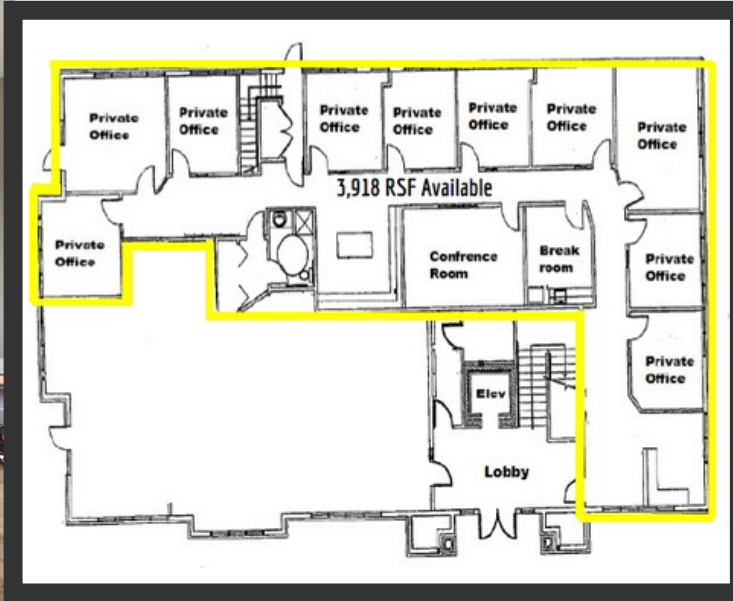 Private
Office
Private
Office
Private
Office
Private
Office
Private
Office
Private
Office
Private
Office
3,918 RSF Available
Private
Office
Confrence
Room
Break
room
Private
Office
Private
Office
Elev
Lobby